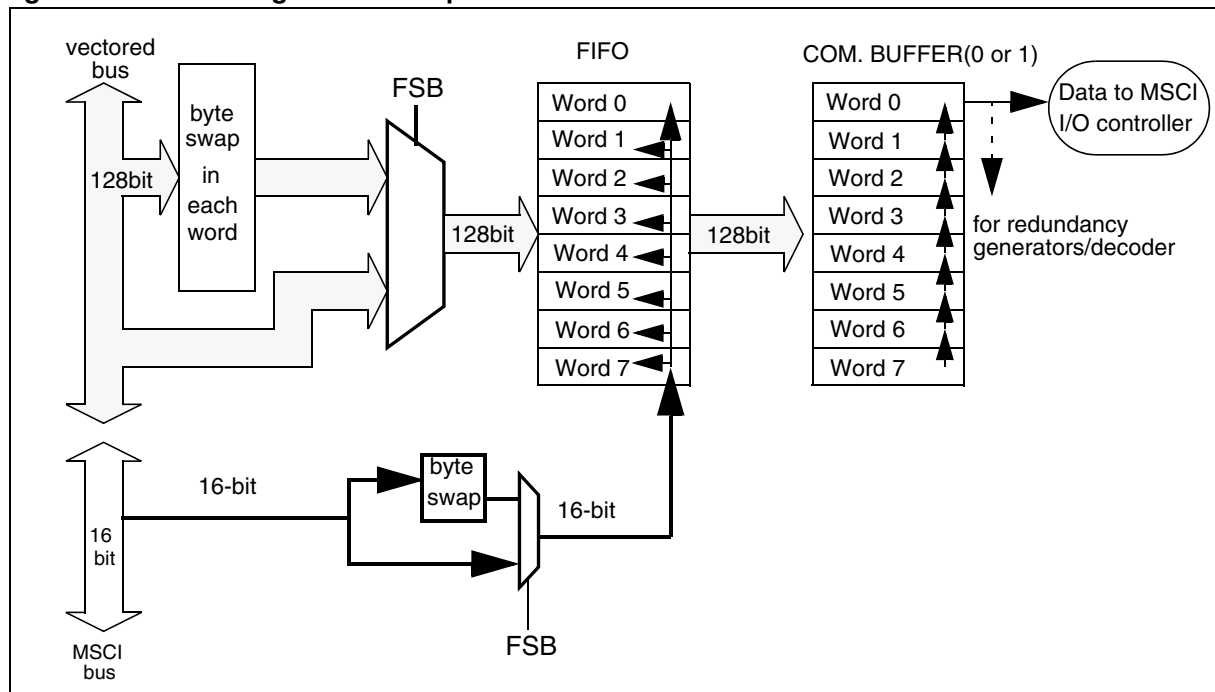 vectored
bus
128bit
byte
swap
in
each
word
FSB
128bit
FIFO
Word 0
Word 1
Word 2
Word 3
Word 4
Word 5
Word 6
Word 7
128bit
COM. BUFFER(0 or 1)
Word 0
Word 1
Word 2
Word 3
Word 4
Word 5
Word 6
Word 7
Data to MSCI
I/O controller
for redundancy
generators/decoder
16
bit
MSCI
bus
16-bit
byte
swap
16-bit
FSB